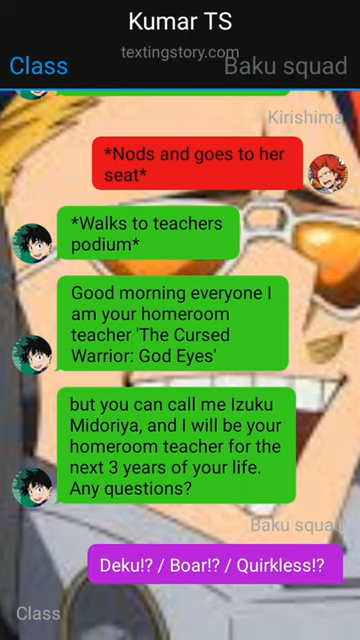 Kumar TS
textingstory.com
Class
Baku squad
Kirishima
*Nods and goes to her
seat*
*Walks to teachers
podium*
Good morning everyone I
am your homeroom
teacher 'The Cursed
Warrior: God Eyes'
but you can call me Izuku
Midoriya, and I will be your
homeroom teacher for the
next 3 years of your life.
Any questions?
Baku squad
Deku!? / Boar!? / Quirkless!?
Class